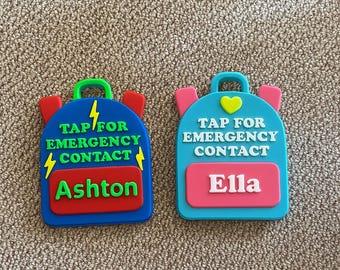 TAP FOR
EMERGENCY
CONTACT
Ashton
TAP FOR
EMERGENCY
CONTACT
Ella